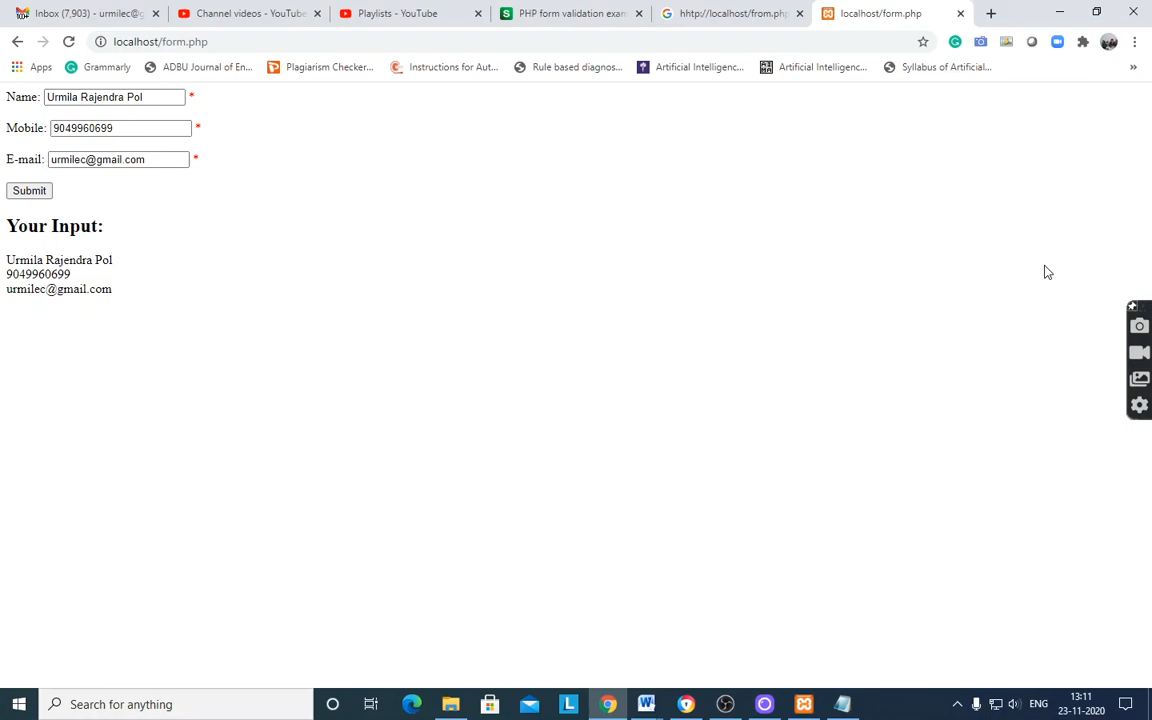 Inbox (7,903) - urmilec@g
Channel videos - YouTube
Playlists - YouTube
PHP form validation exam
hhttp://localhost/from.php
localhost/form.php
localhost/form.php
Apps
Grammarly
ADBU Journal of En...
Plagiarism Checker...
Instructions for Aut...
Rule based diagnos...
Artificial Intelligenc...
Artificial Intelligenc...
Syllabus of Artificial...
»
Name: Urmila Rajendra Pol *
Mobile: 9049960699 *
E-mail: urmilec@gmail.com *
Submit
Your Input:
Urmila Rajendra Pol
9049960699
urmilec@gmail.com
Search for anything
L
W
ENG
13:11
23-11-2020